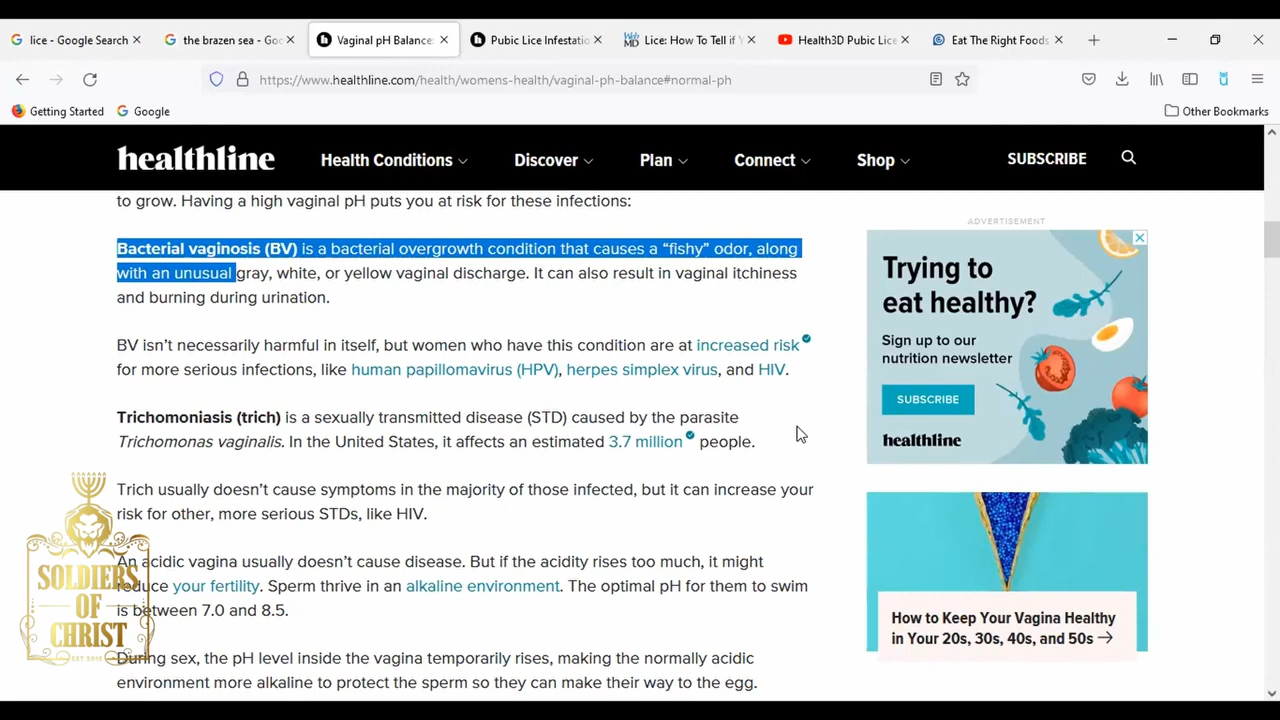 lice - Google Search
the brazen sea - Goo
Vaginal pH Balance:
Pubic Lice Infestatio
WebMD
Lice: How To Tell if Y
Health3D Pubic Lice
Eat The Right Foods
https://www.healthline.com/health/womens-health/vaginal-ph-balance#normal-ph
Getting Started
Google
Other Bookmarks
healthline
Health Conditions
Discover
Plan
Connect
Shop
SUBSCRIBE
to grow. Having a high vaginal pH puts you at risk for these infections:
Bacterial vaginosis (BV) is a bacterial overgrowth condition that causes a “fishy” odor, along
with an unusual gray, white, or yellow vaginal discharge. It can also result in vaginal itchiness
and burning during urination.
BV isn’t necessarily harmful in itself, but women who have this condition are at increased risk
for more serious infections, like human papillomavirus (HPV), herpes simplex virus, and HIV.
Trichomoniasis (trich) is a sexually transmitted disease (STD) caused by the parasite
Trichomonas vaginalis. In the United States, it affects an estimated 3.7 million people.
Trich usually doesn’t cause symptoms in the majority of those infected, but it can increase your
risk for other, more serious STDs, like HIV.
An acidic vagina usually doesn’t cause disease. But if the acidity rises too much, it might
reduce your fertility. Sperm thrive in an alkaline environment. The optimal pH for them to swim
is between 7.0 and 8.5.
During sex, the pH level inside the vagina temporarily rises, making the normally acidic
environment more alkaline to protect the sperm so they can make their way to the egg.
ADVERTISEMENT
Trying to
eat healthy?
Sign up to our
nutrition newsletter
SUBSCRIBE
healthline
How to Keep Your Vagina Healthy
in Your 20s, 30s, 40s, and 50s →
SOLDIERS
OF
CHRIST
EST 2015